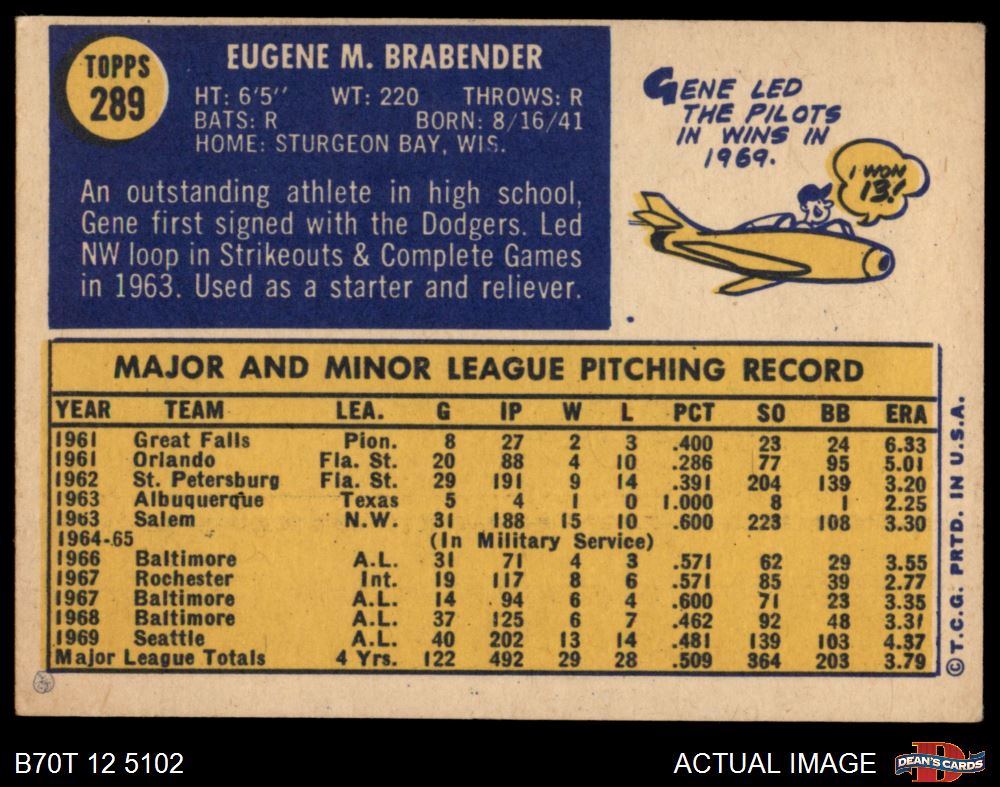 TOPPS
289
EUGENE M. BRABENDER
HT: 6'5" WT: 220 THROWS: R
BATS: R BORN: 8/16/41
HOME: STURGEON BAY, WIS.
An outstanding athlete in high school,
Gene first signed with the Dodgers. Led
NW loop in Strikeouts & Complete Games
in 1963. Used as a starter and reliever.
GENE LED
THE PILOTS
IN WINS IN
1969.
I WON
13!
MAJOR AND MINOR LEAGUE PITCHING RECORD
YEAR TEAM LEA. G IP W L PCT SO BB ERA
1961 Great Falls Pion. 8 27 2 3 .400 23 24 6.33
1961 Orlando Fla. St. 20 88 4 10 .286 77 95 5.01
1962 St. Petersburg Fla. St. 29 191 9 14 .391 204 139 3.20
1963 Albuquerque Texas 5 4 1 0 1.000 8 1 2.25
1963 Salem N.W. 31 188 15 10 .600 223 108 3.30
1964-65 (In Military Service)
1966 Baltimore A.L. 31 71 4 3 .571 62 29 3.55
1967 Rochester Int. 19 117 8 6 .571 85 39 2.77
1967 Baltimore A.L. 14 94 6 4 .600 71 23 3.35
1968 Baltimore A.L. 37 125 6 7 .462 92 48 3.31
1969 Seattle A.L. 40 202 13 14 .481 139 103 4.37
Major League Totals 4 Yrs. 122 492 29 28 .509 364 203 3.79
© T.C.G. PRTD. IN U.S.A.
B70T 12 5102
ACTUAL IMAGE
DEAN'S CARDS